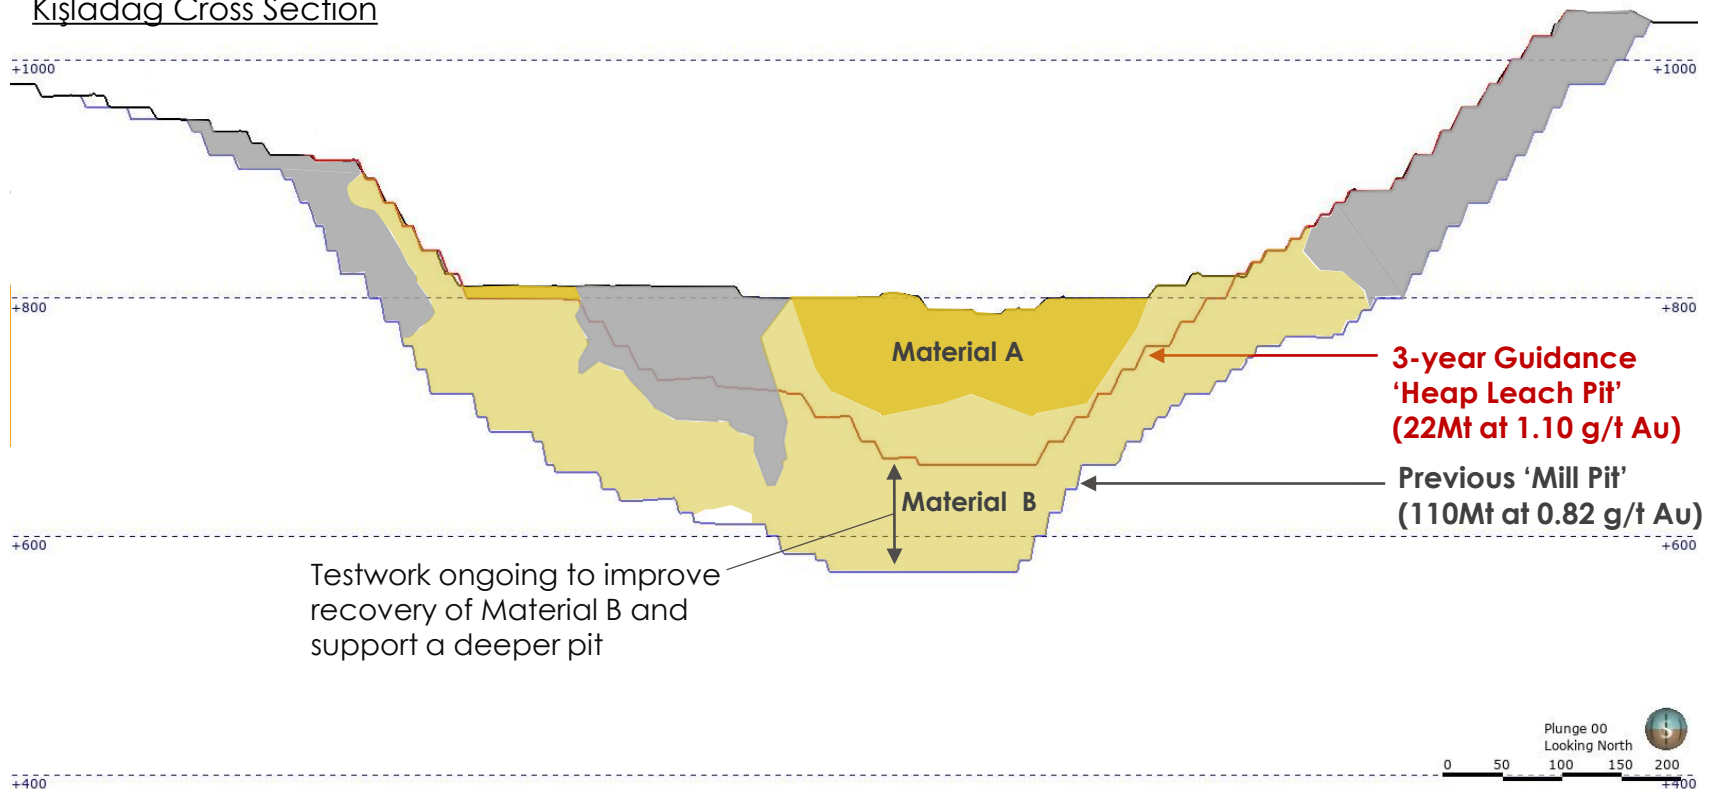 Kışladağ Cross Section
+1000
+1000
+800
+800
Material A
3-year Guidance
‘Heap Leach Pit’
(22Mt at 1.10 g/t Au)
Previous ‘Mill Pit’
(110Mt at 0.82 g/t Au)
Material B
+600
+600
Testwork ongoing to improve
recovery of Material B and
support a deeper pit
Plunge 00
Looking North
S
0 50 100 150 200
+400
+400